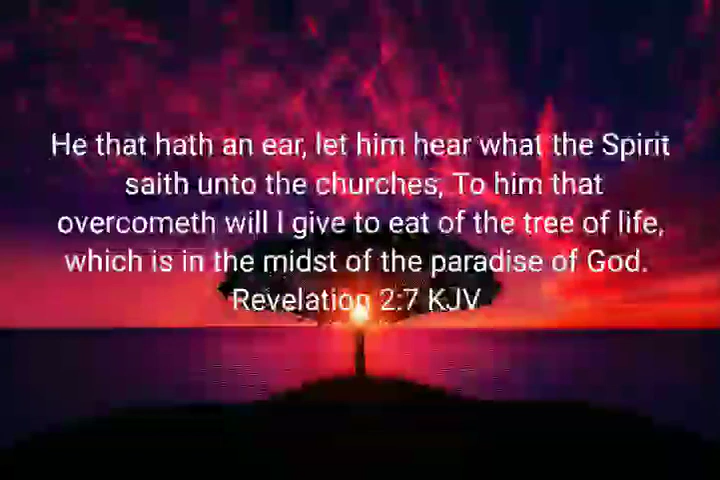 He that hath an ear, let him hear what the Spirit
saith unto the churches, To him that
overcometh will I give to eat of the tree of life,
which is in the midst of the paradise of God.
Revelation 2:7 KJV